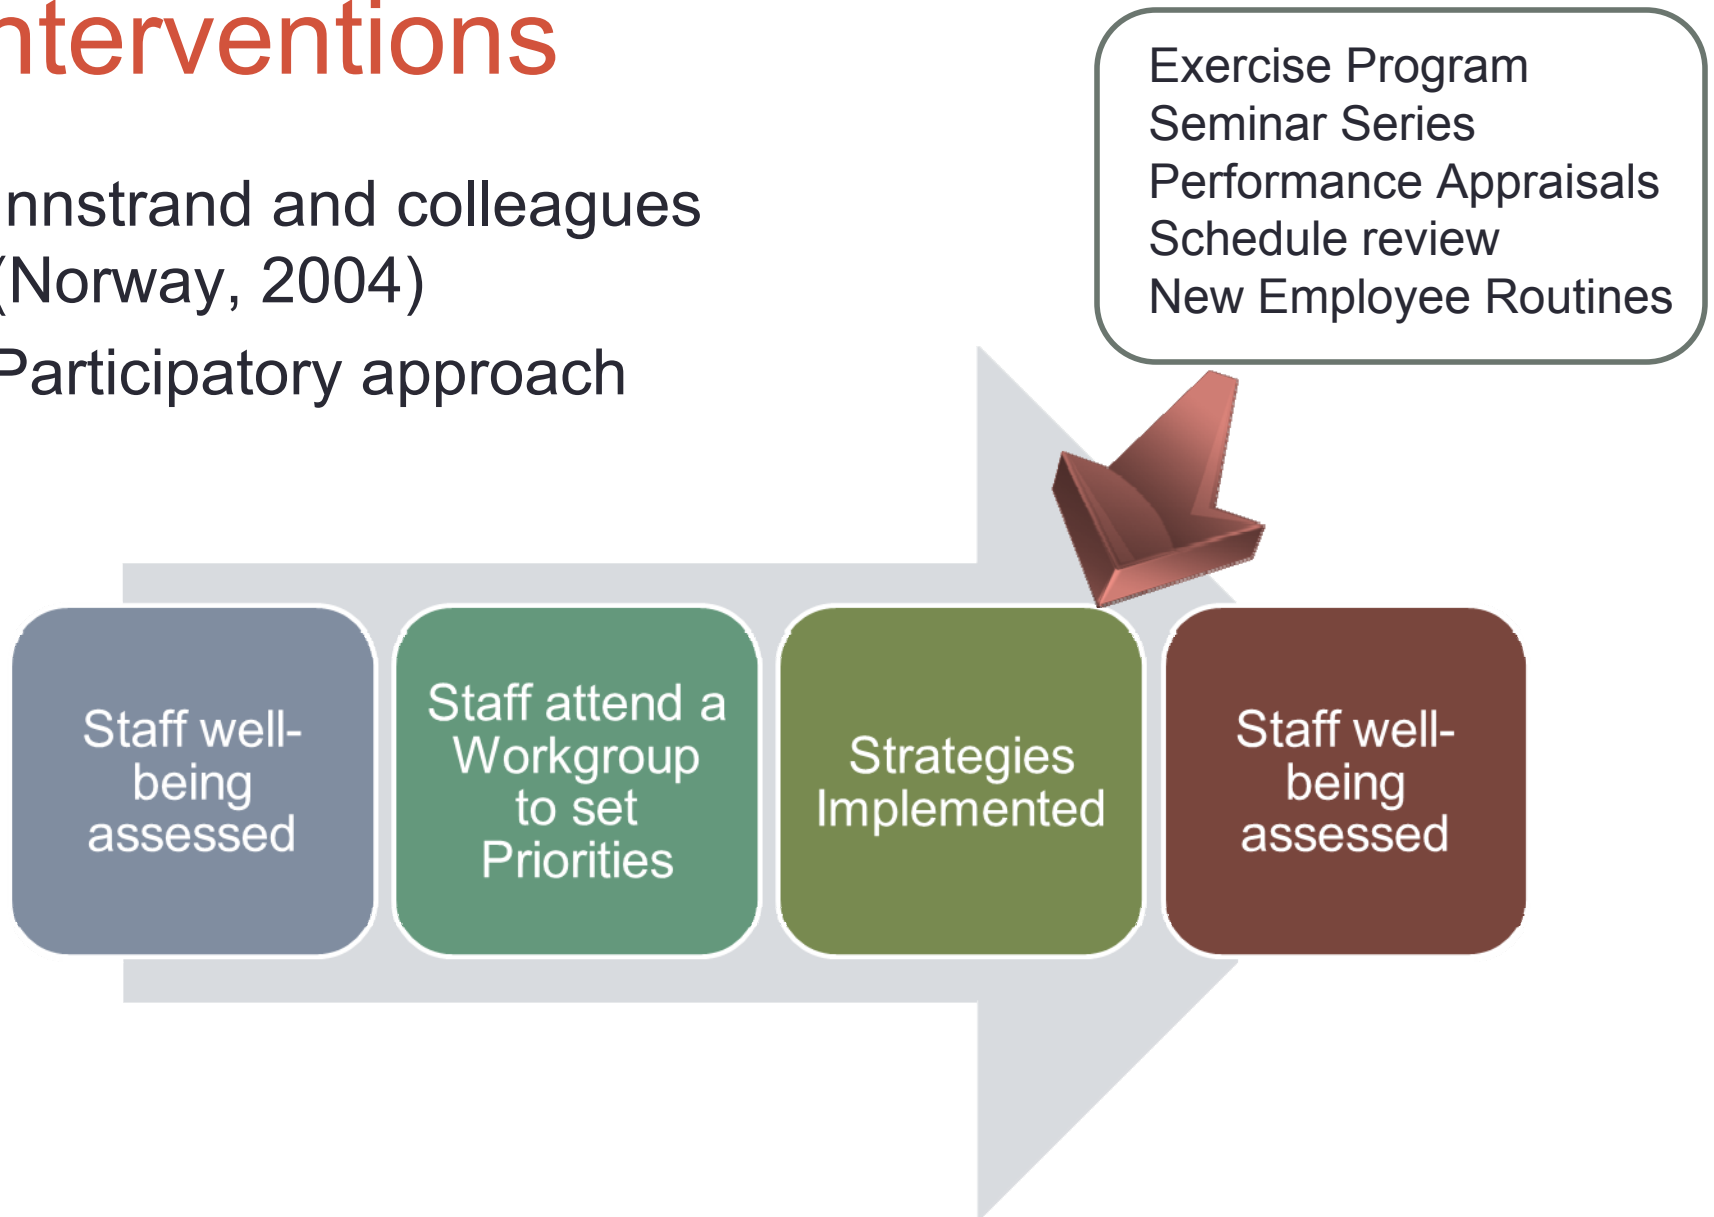 nterventions
Innstrand and colleagues
(Norway, 2004)
Participatory approach
Exercise Program
Seminar Series
Performance Appraisals
Schedule review
New Employee Routines
Staff well-
being
assessed
Staff attend a
Workgroup
to set
Priorities
Strategies
Implemented
Staff well-
being
assessed